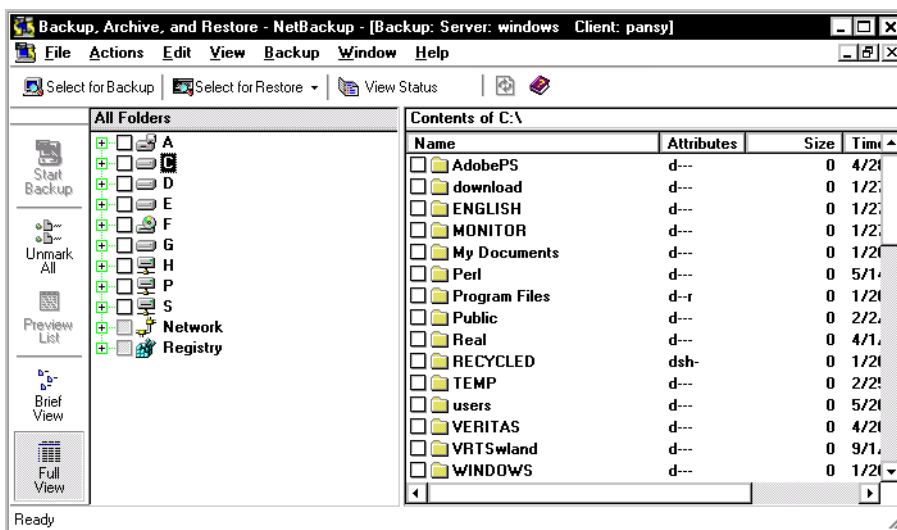 Backup, Archive, and Restore - NetBackup - [Backup: Server: windows Client: pansy]
File Actions Edit View Backup Window Help
Select for Backup Select for Restore View Status
All Folders
Contents of C:\
Start Backup
Unmark All
Preview List
Brief View
Full View
A
C
D
E
F
G
H
P
S
Network
Registry
Name Attributes Size
AdobePS d--- 0
download d--- 0
ENGLISH d--- 0
MONITOR d--- 0
My Documents d--- 0
Perl d--- 0
Program Files d--r 0
Public d--- 0
Real d--- 0
RECYCLED dsh- 0
TEMP d--- 0
users d--- 0
VERITAS d--- 0
VRTSwland d--- 0
WINDOWS d--- 0
Ready